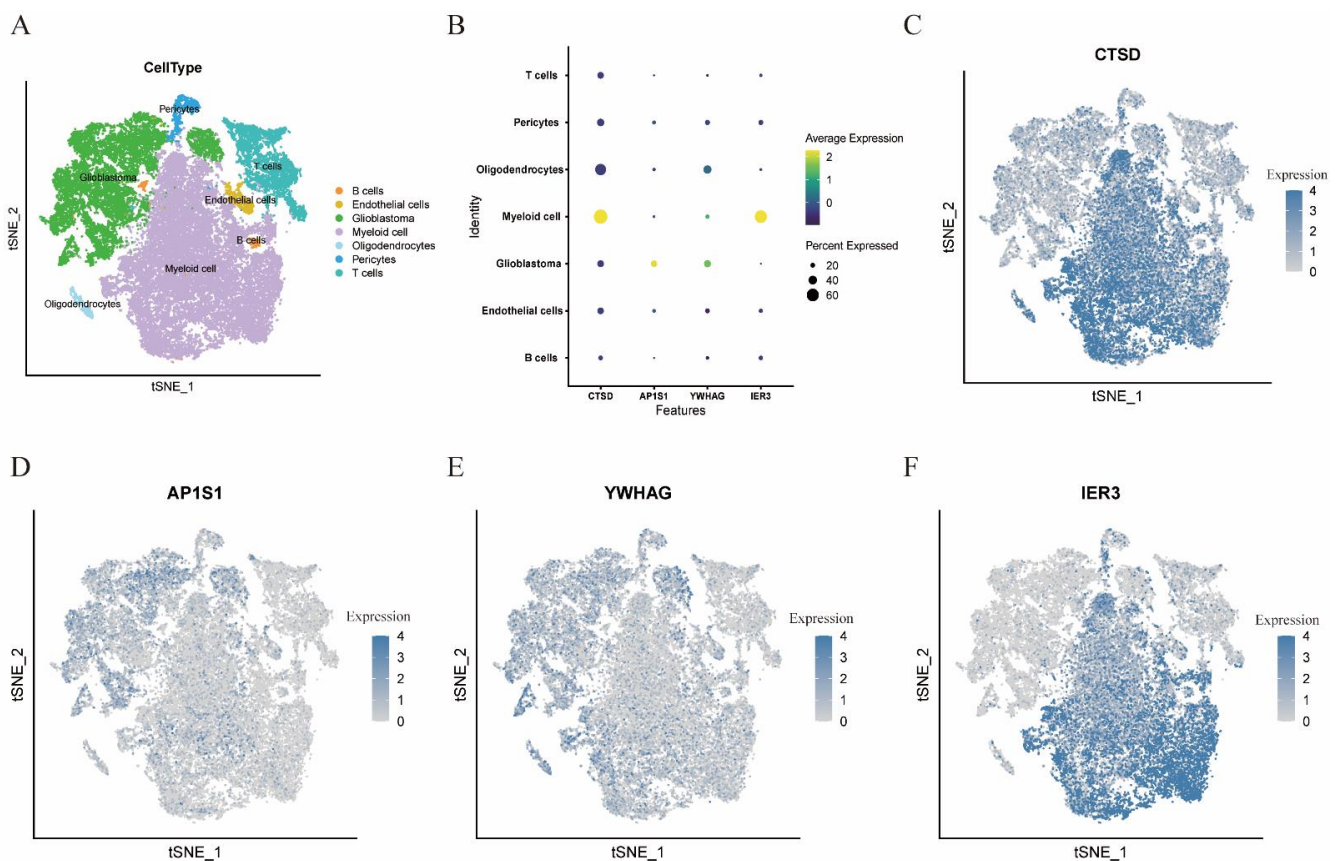 A
CellType
Pericytes
T cells
Glioblastoma
Endothelial cells
B cells
Myeloid cell
Oligodendrocytes
tSNE_2
tSNE_1
B cells
Endothelial cells
Glioblastoma
Myeloid cell
Oligodendrocytes
Pericytes
T cells
B
T cells
Pericytes
Oligodendrocytes
Myeloid cell
Glioblastoma
Endothelial cells
B cells
Identity
CTSD AP1S1 YWHAG IER3
Features
Average Expression
2
1
0
Percent Expressed
20
40
60
C
CTSD
tSNE_2
tSNE_1
Expression
4
3
2
1
0
D
AP1S1
tSNE_2
tSNE_1
Expression
4
3
2
1
0
E
YWHAG
tSNE_2
tSNE_1
Expression
4
3
2
1
0
F
IER3
tSNE_2
tSNE_1
Expression
4
3
2
1
0